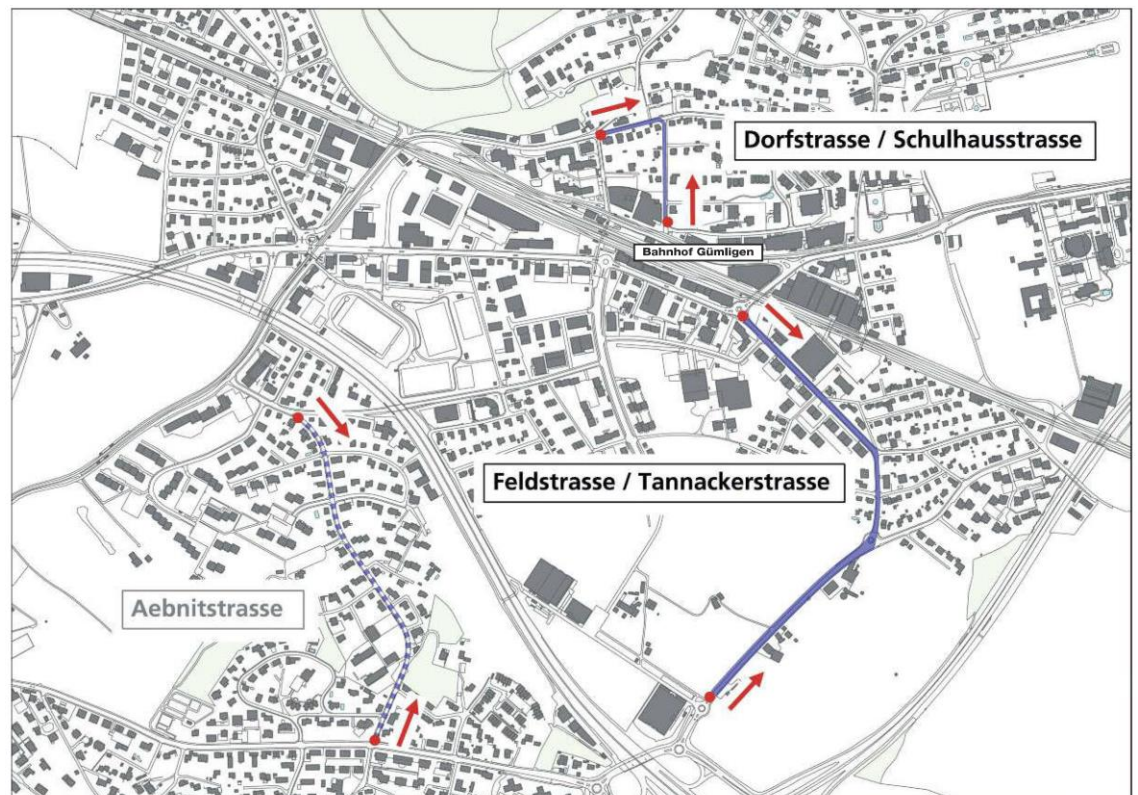 Dorfstrasse / Schulhausstrasse
Bahnhof Gümligen
Feldstrasse / Tannackerstrasse
Aebnitstrasse